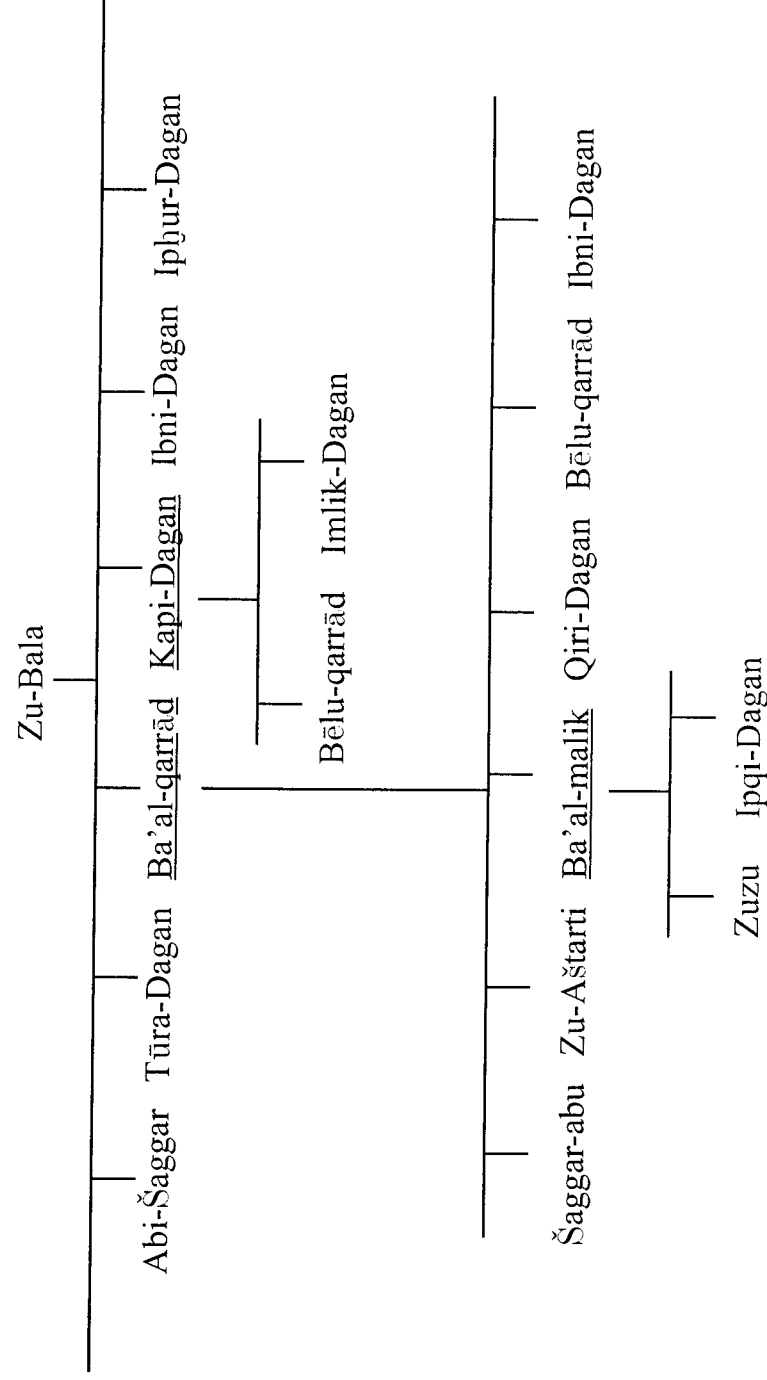 Zu-Bala
Abi-Šaggar Tūra-Dagan Ba’al-qarrād Kapi-Dagan Ibni-Dagan Ipḫur-Dagan
Bēlu-qarrād Imlik-Dagan
Šaggar-abu Zu-Aštarti Ba’al-malik Qiri-Dagan Bēlu-qarrād Ibni-Dagan
Zuzu Ipqi-Dagan